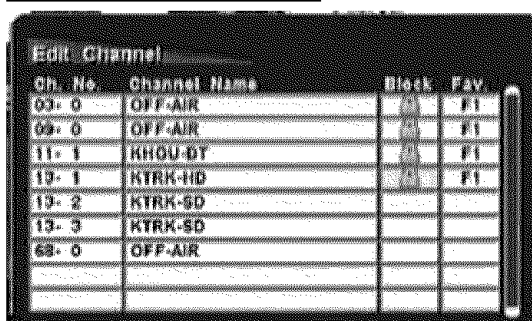 Edit Channel
Ch. No. Channel Name Block Fav.
03- 0 OFF-AIR F1
09- 0 OFF-AIR F1
11- 1 KHOU-DT F1
13- 1 KTRK-HD F1
13- 2 KTRK-SD
13- 3 KTRK-SD
68- 0 OFF-AIR